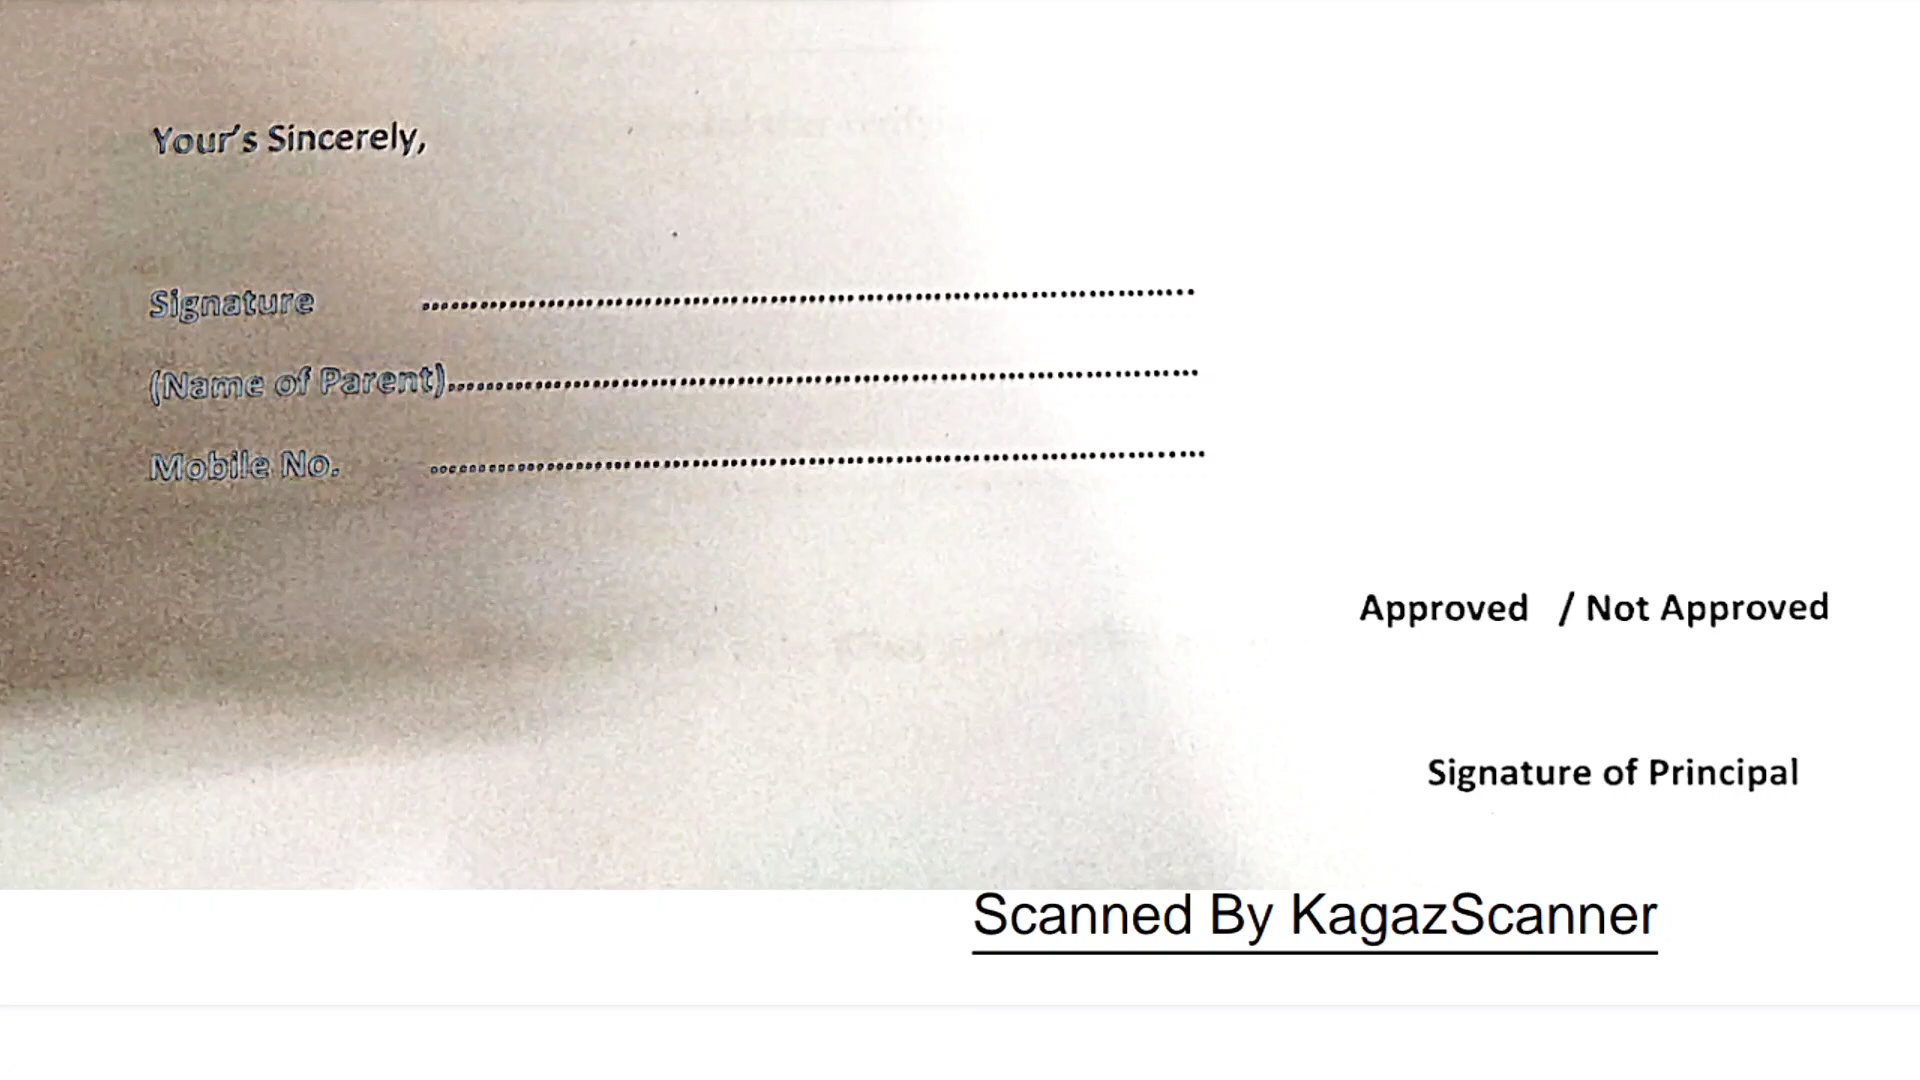 Your's Sincerely,
Signature ................................................................................
(Name of Parent)..............................................................................
Mobile No. ................................................................................
Approved / Not Approved
Signature of Principal
Scanned By KagazScanner